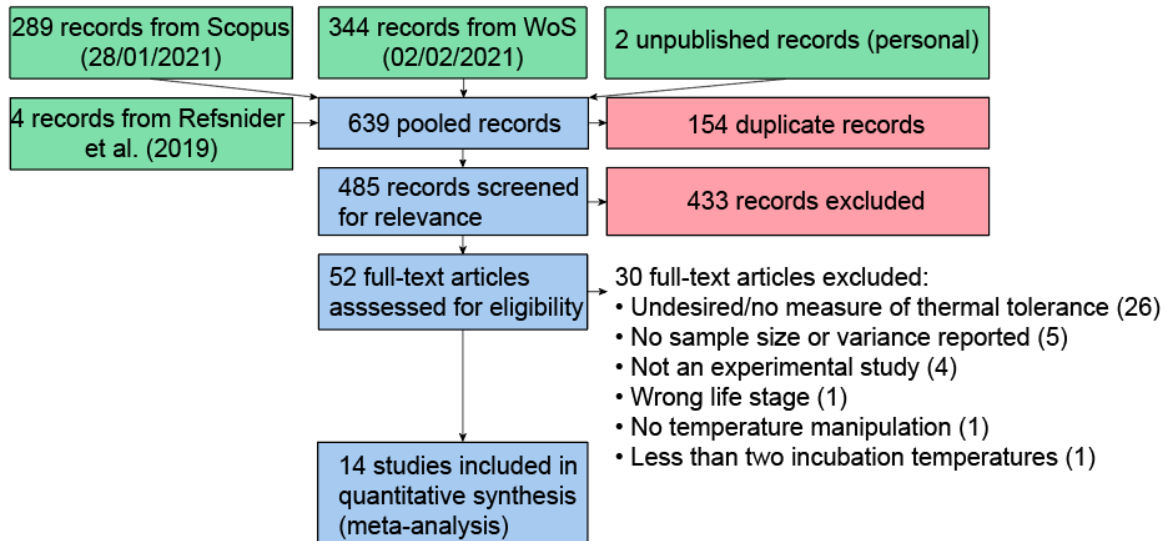 289 records from Scopus
(28/01/2021)
344 records from WoS
(02/02/2021)
2 unpublished records (personal)
4 records from Refsnider
et al. (2019)
639 pooled records
154 duplicate records
485 records screened
for relevance
433 records excluded
52 full-text articles
asssessed for eligibility
30 full-text articles excluded:
• Undesired/no measure of thermal tolerance (26)
• No sample size or variance reported (5)
• Not an experimental study (4)
• Wrong life stage (1)
• No temperature manipulation (1)
• Less than two incubation temperatures (1)
14 studies included in
quantitative synthesis
(meta-analysis)